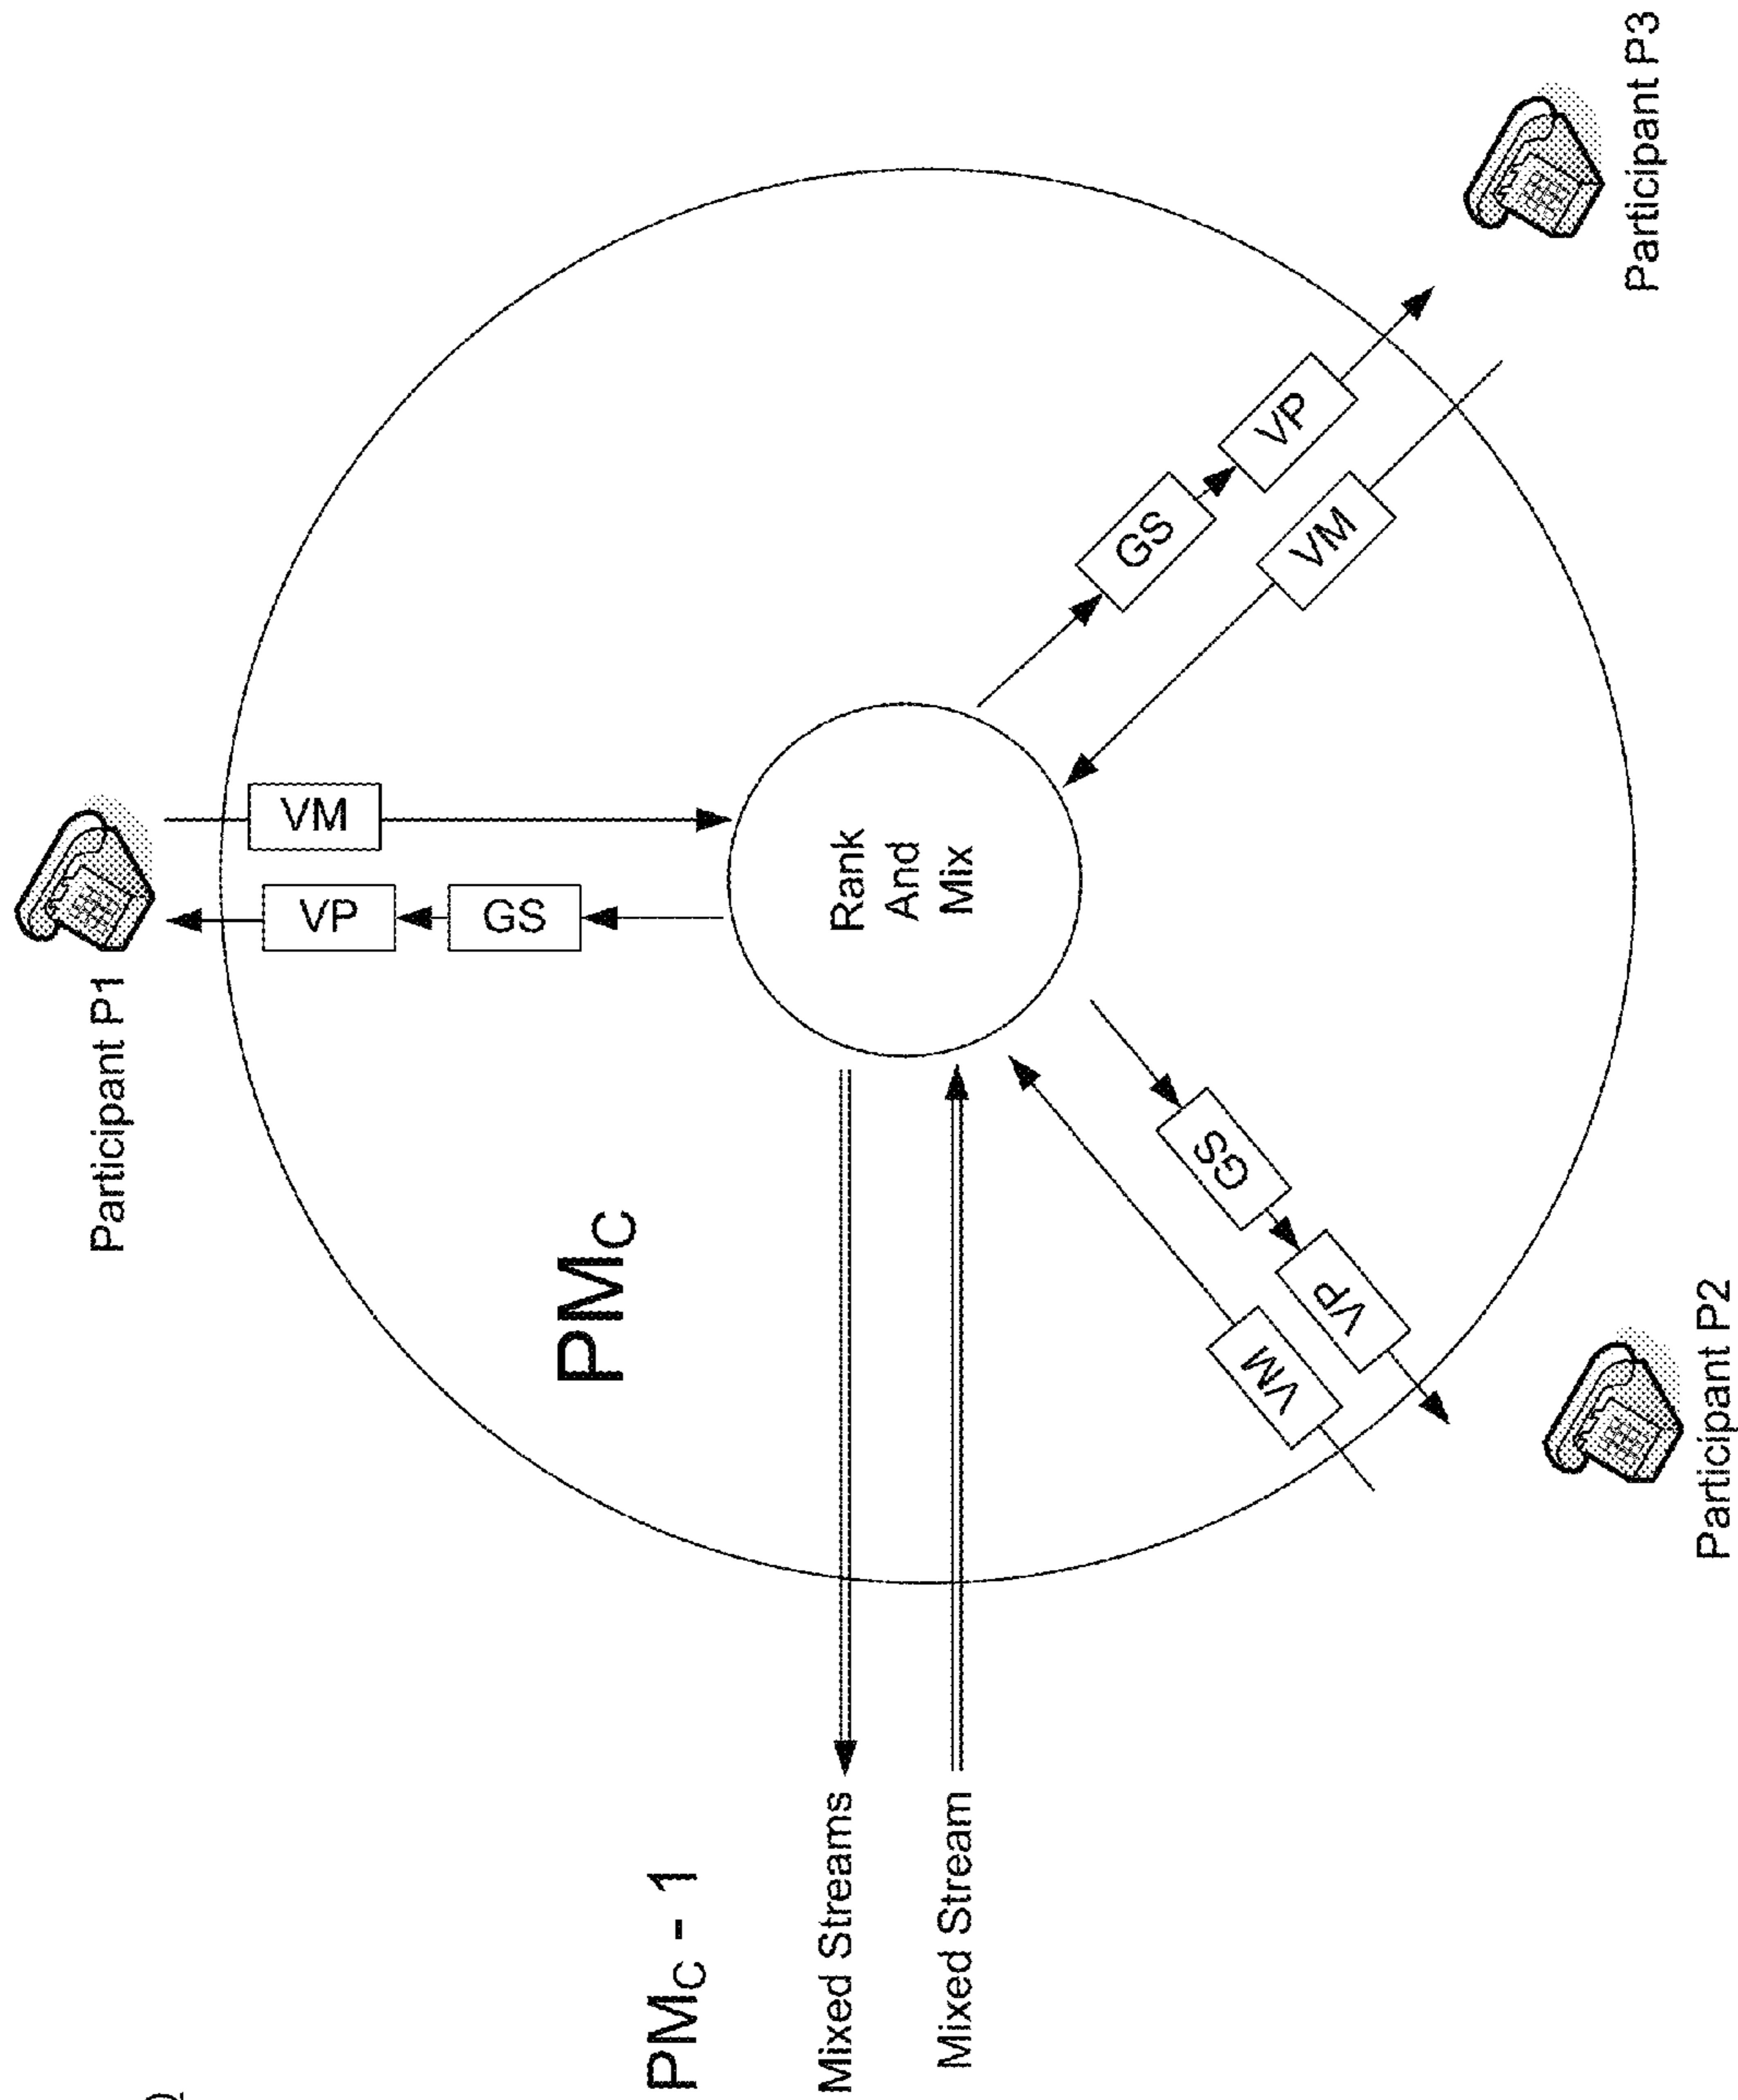 Participant P1
VM
VP
GS
PMC
Rank
And
Mix
GS
VP
VM
GS
VP
VM
PMC - 1
Mixed Streams
Mixed Stream
Participant P2
Participant P3